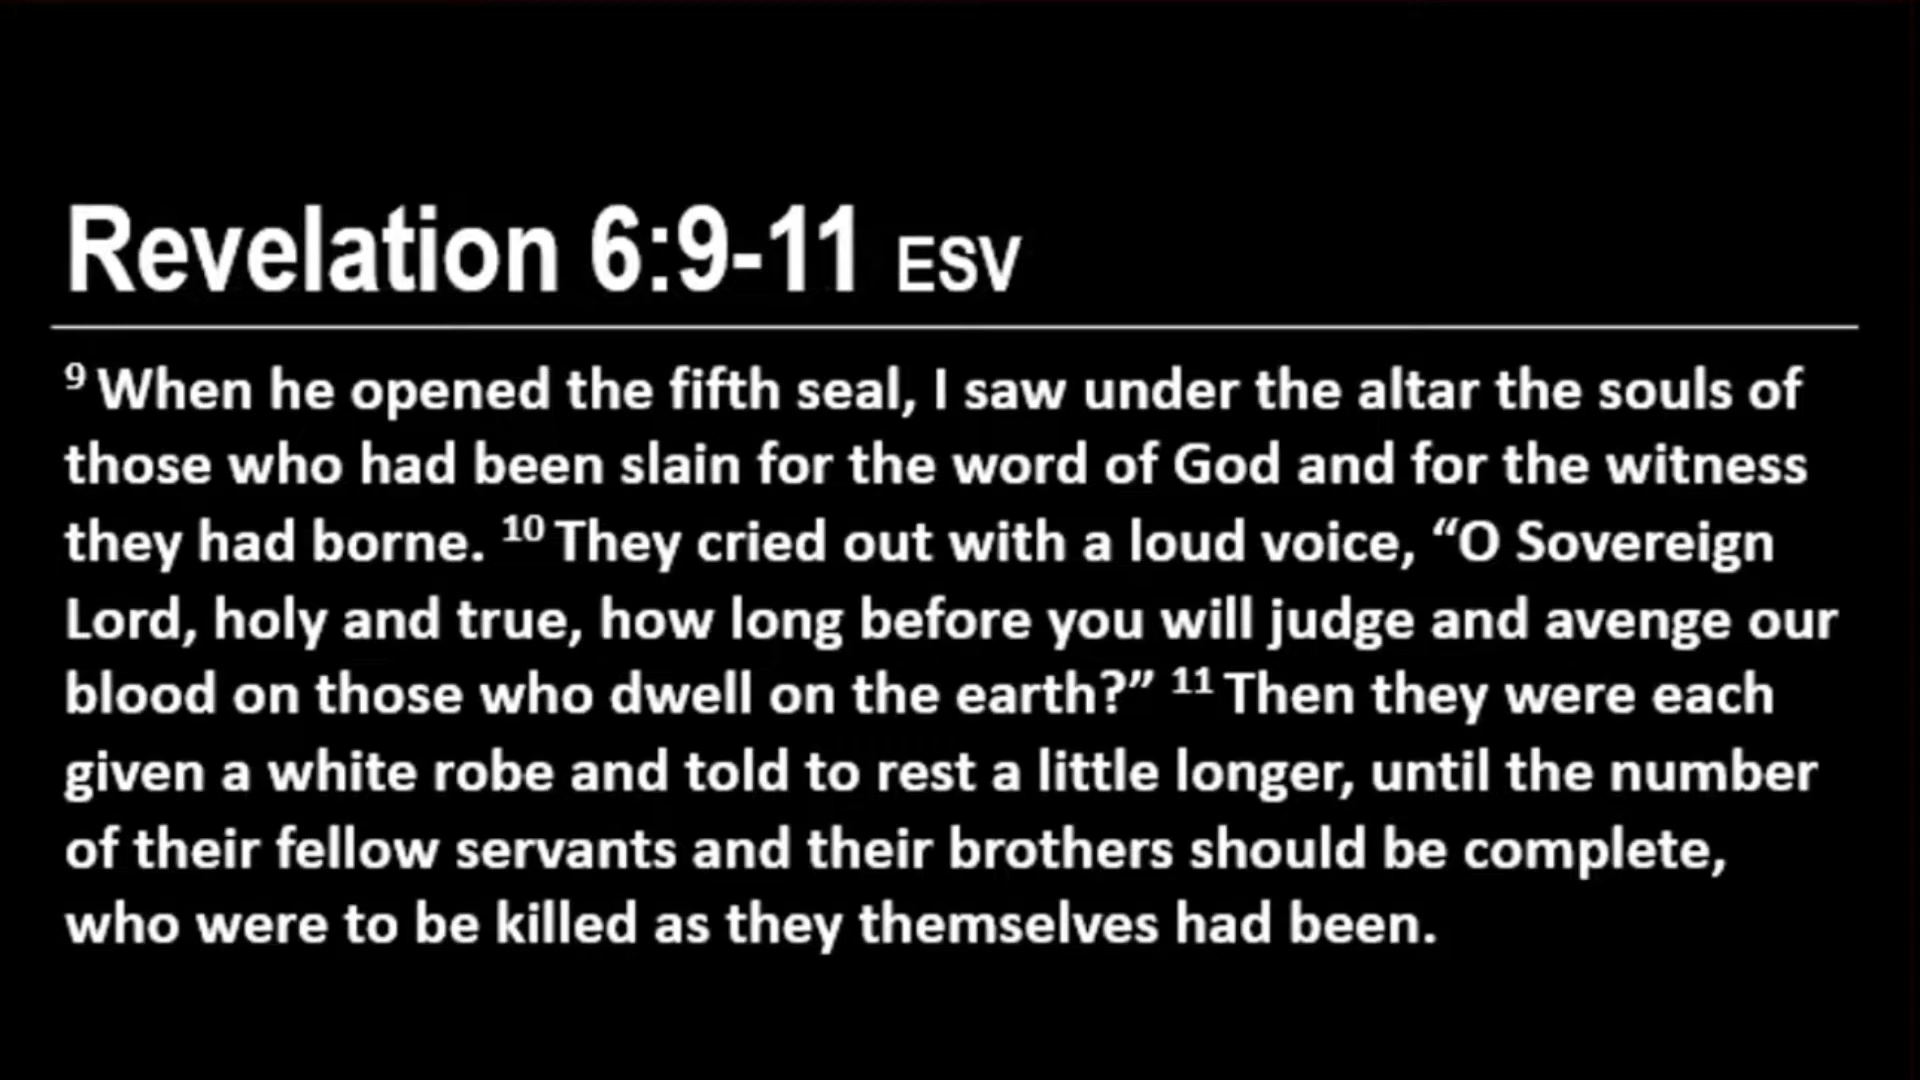 Revelation 6:9-11 ESV
9 When he opened the fifth seal, I saw under the altar the souls of
those who had been slain for the word of God and for the witness
they had borne. 10 They cried out with a loud voice, “O Sovereign
Lord, holy and true, how long before you will judge and avenge our
blood on those who dwell on the earth?” 11 Then they were each
given a white robe and told to rest a little longer, until the number
of their fellow servants and their brothers should be complete,
who were to be killed as they themselves had been.